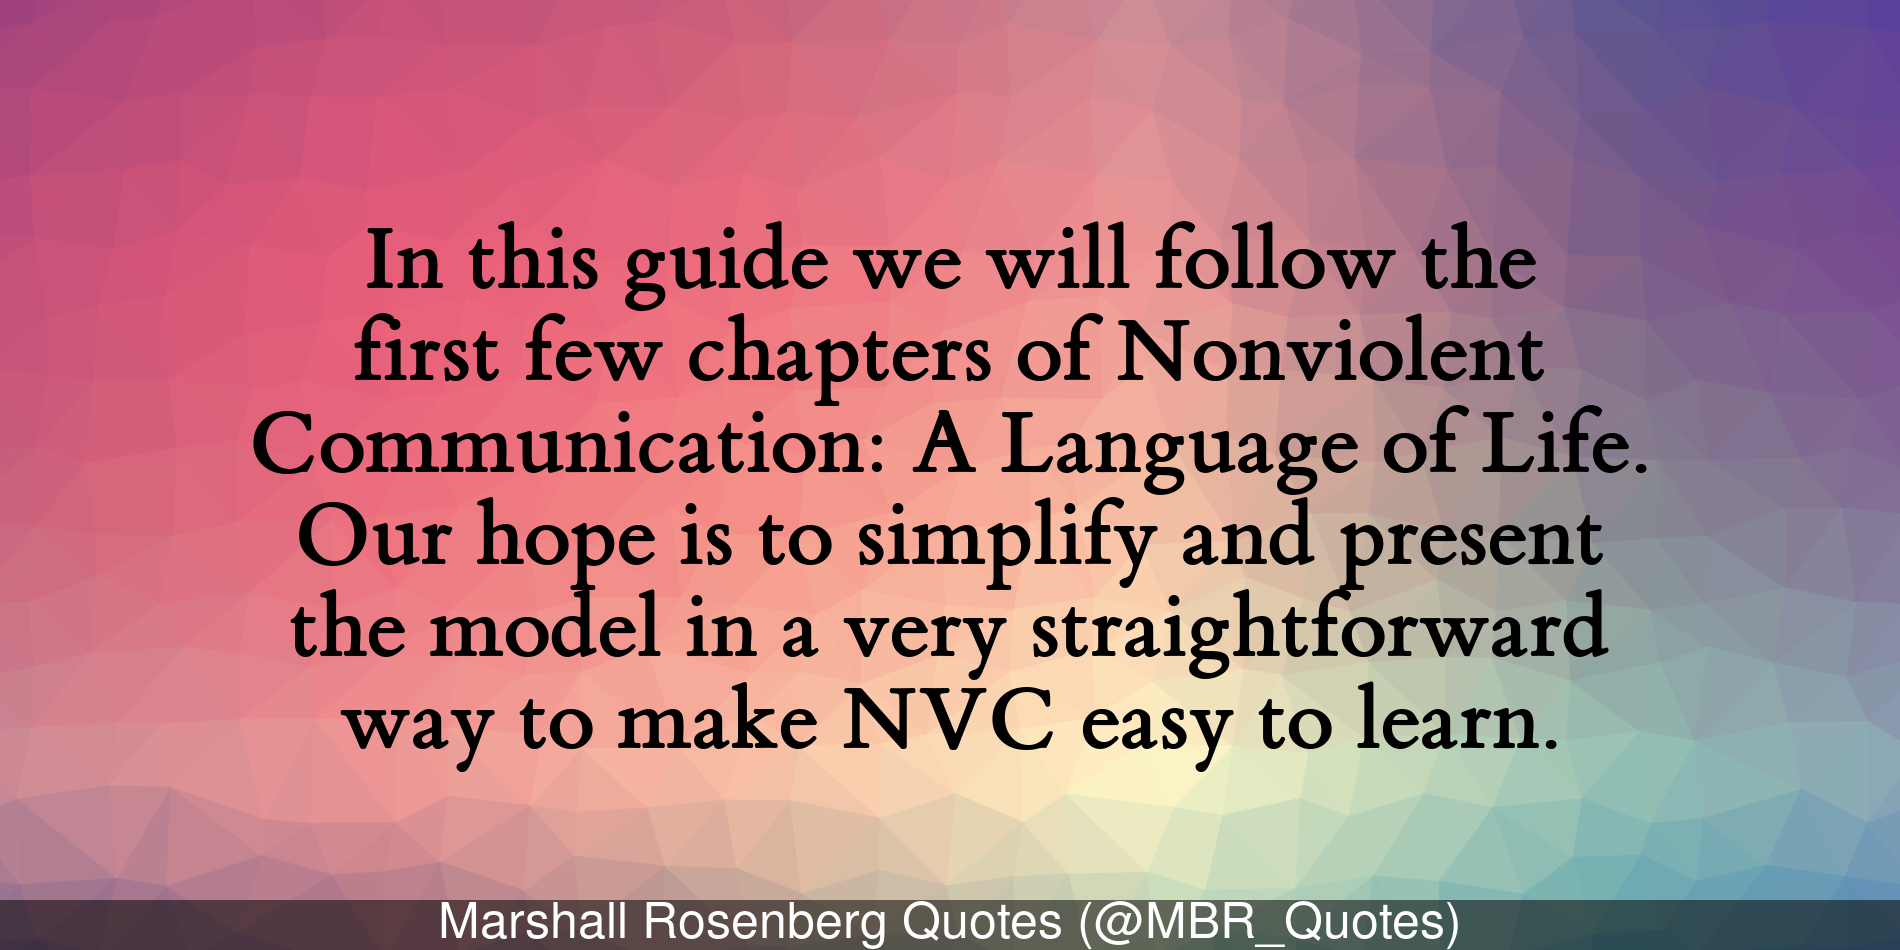 In this guide we will follow the
first few chapters of Nonviolent
Communication: A Language of Life.
Our hope is to simplify and present
the model in a very straightforward
way to make NVC easy to learn.
Marshall Rosenberg Quotes (@MBR_Quotes)